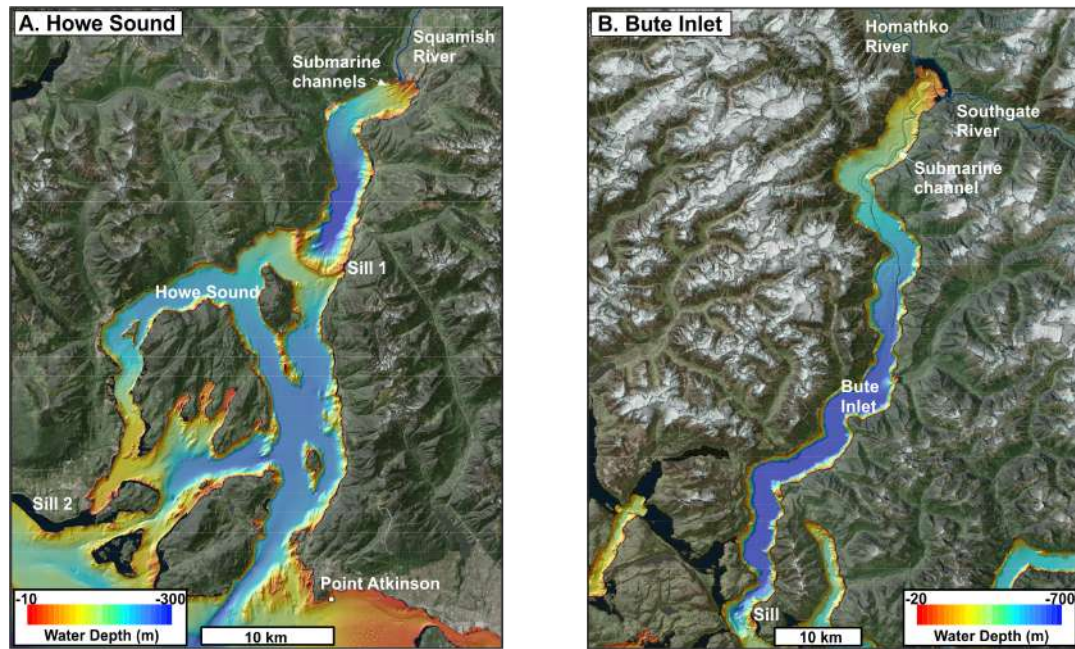 A. Howe Sound
Squamish
River
Submarine
channels
Sill 1
Howe Sound
Sill 2
Point Atkinson
-10
-300
Water Depth (m)
10 km
B. Bute Inlet
Homathko
River
Southgate
River
Submarine
channel
Bute
Inlet
Sill
10 km
-20
-700
Water Depth (m)